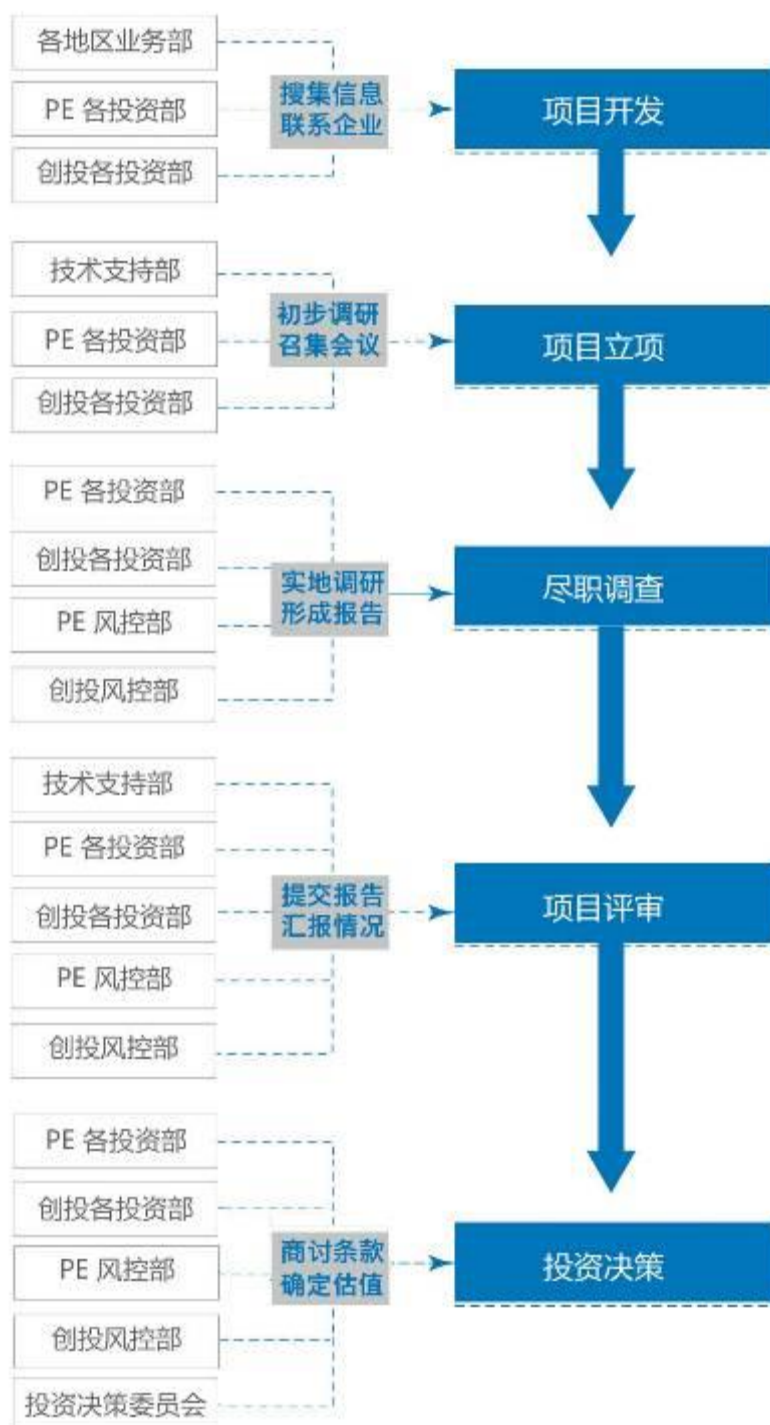 各地区业务部
PE 各投资部
创投各投资部
搜集信息
联系企业
项目开发
技术支持部
PE 各投资部
创投各投资部
初步调研
召集会议
项目立项
PE 各投资部
创投各投资部
PE 风控部
创投风控部
实地调研
形成报告
尽职调查
技术支持部
PE 各投资部
创投各投资部
PE 风控部
创投风控部
提交报告
汇报情况
项目评审
PE 各投资部
创投各投资部
PE 风控部
创投风控部
投资决策委员会
商讨条款
确定估值
投资决策